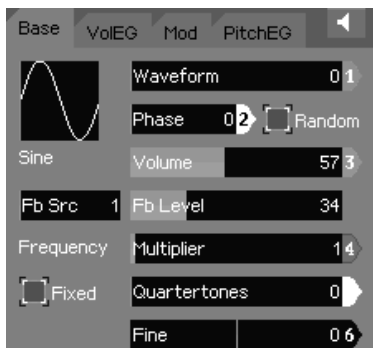 Base VolEG Mod PitchEG
Waveform 0 1
Phase 0 2 Random
Sine Volume 57 3
Fb Src 1 Fb Level 34
Frequency Multiplier 1 4
Fixed Quartertones 0
Fine 0 6